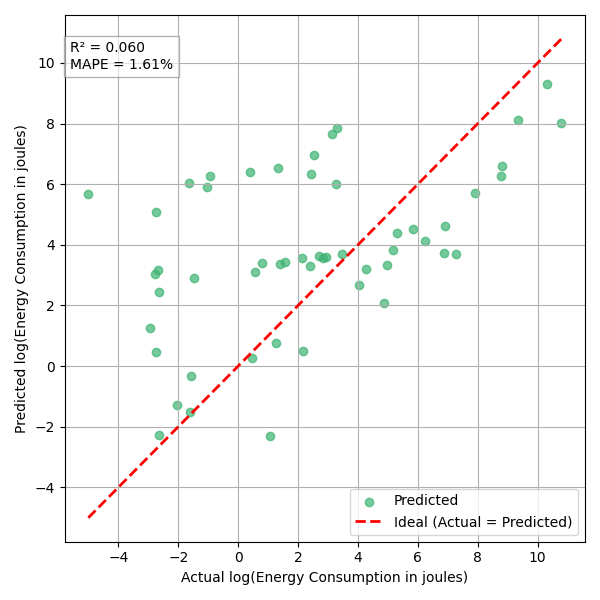 R² = 0.060
MAPE = 1.61%
10
8
6
4
2
0
−2
−4
Predicted log(Energy Consumption in joules)
Predicted
Ideal (Actual = Predicted)
−4 −2 0 2 4 6 8 10
Actual log(Energy Consumption in joules)